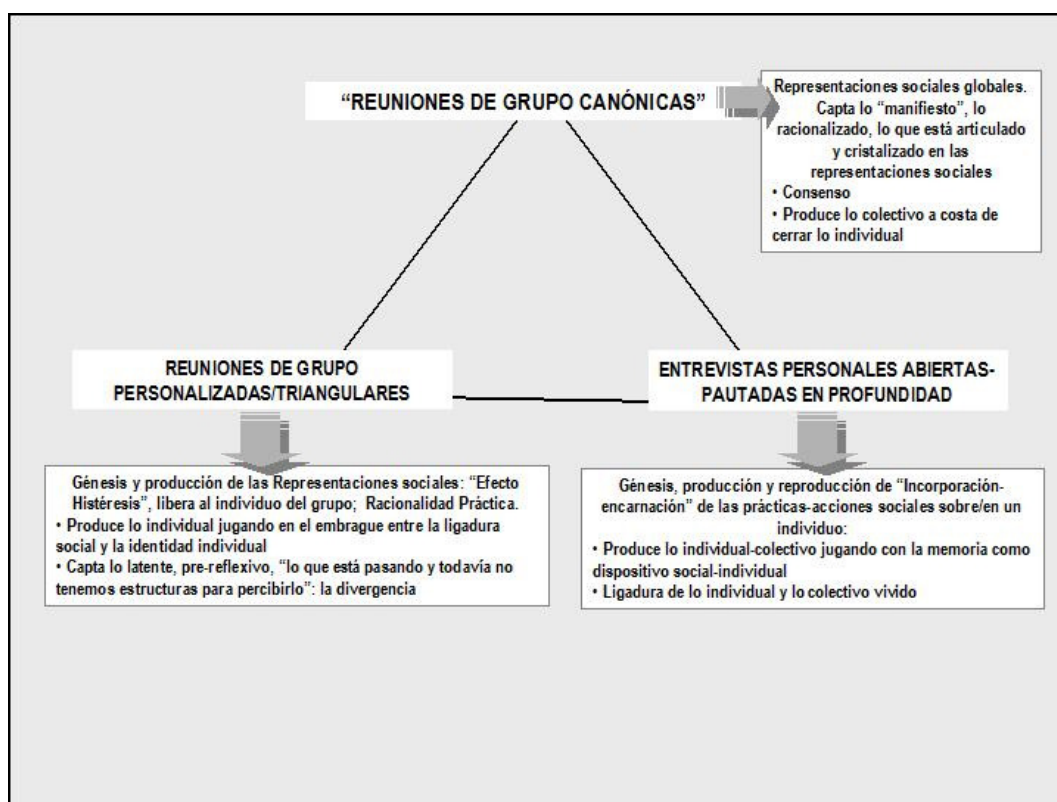 “REUNIONES DE GRUPO CANÓNICAS”
Representaciones sociales globales.
Capta lo “manifiesto”, lo
racionalizado, lo que está articulado
y cristalizado en las
representaciones sociales
• Consenso
• Produce lo colectivo a costa de
cerrar lo individual
REUNIONES DE GRUPO
PERSONALIZADAS/TRIANGULARES
ENTREVISTAS PERSONALES ABIERTAS-
PAUTADAS EN PROFUNDIDAD
Génesis y producción de las Representaciones sociales: “Efecto
Histéresis”, libera al individuo del grupo; Racionalidad Práctica.
• Produce lo individual jugando en el embrague entre la ligadura
social y la identidad individual
• Capta lo latente, pre-reflexivo, “lo que está pasando y todavía no
tenemos estructuras para percibirlo”: la divergencia
Génesis, producción y reproducción de “Incorporación-
encarnación” de las prácticas-acciones sociales sobre/en un
individuo:
• Produce lo individual-colectivo jugando con la memoria como
dispositivo social-individual
• Ligadura de lo individual y lo colectivo vivido